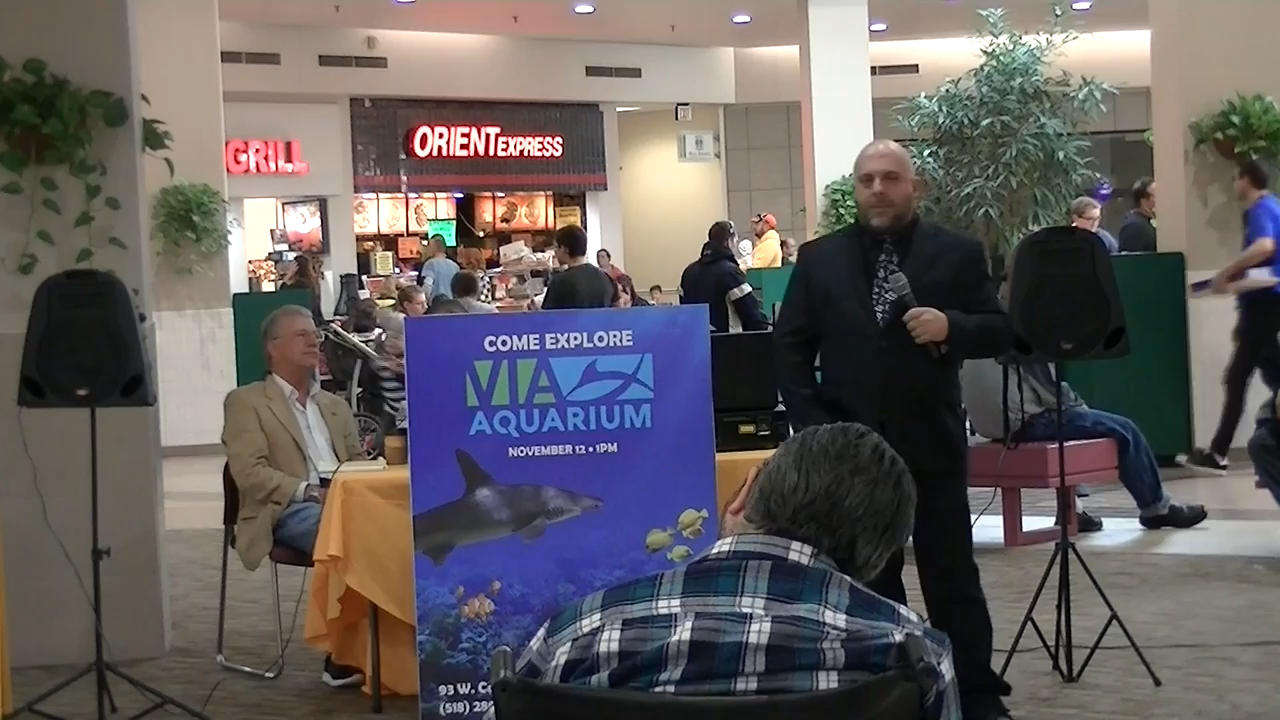 GRILL
ORIENT EXPRESS
COME EXPLORE
VIA
AQUARIUM
NOVEMBER 12 • 1PM
93 W.
(518)